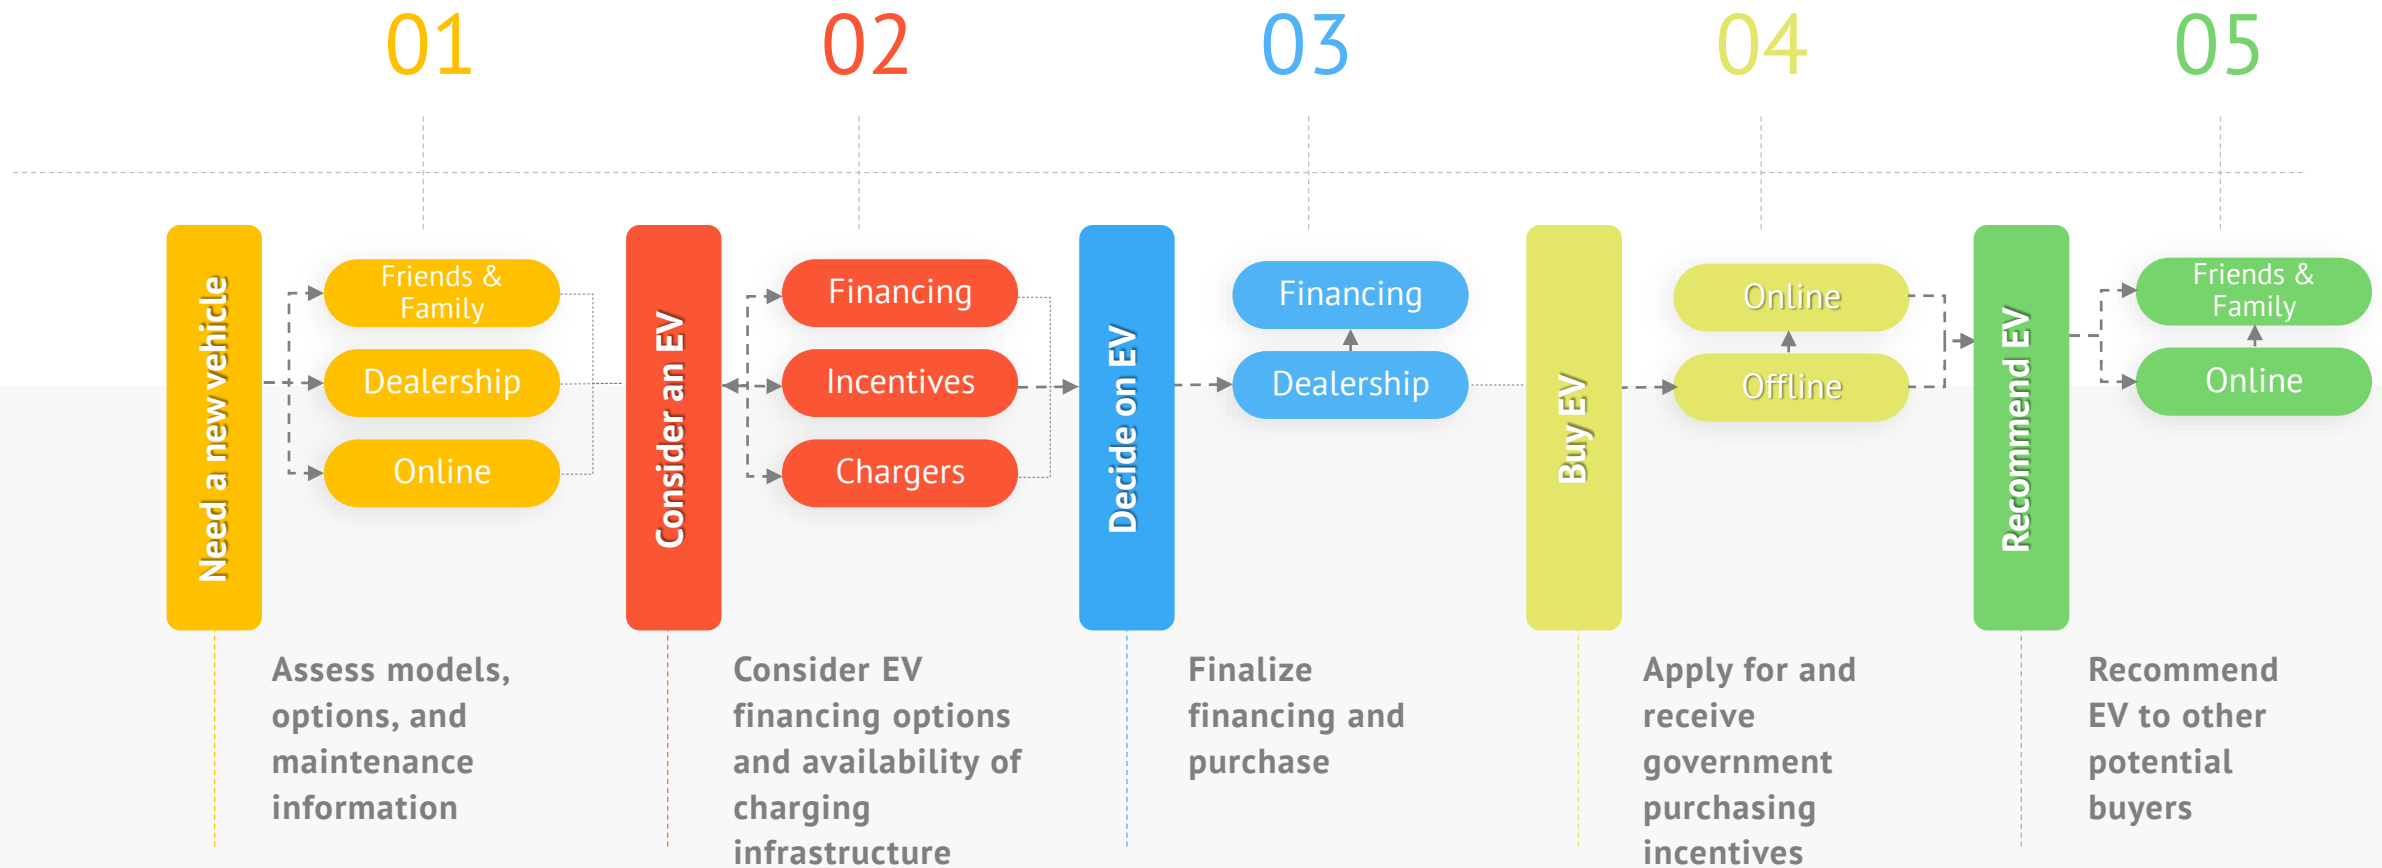 01
02
03
04
05
Need a new vehicle
Friends &
Family
Dealership
Online
Consider an EV
Financing
Incentives
Chargers
Decide on EV
Financing
Dealership
Buy EV
Online
Offline
Recommend EV
Friends &
Family
Online
Assess models,
options, and
maintenance
information
Consider EV
financing options
and availability of
charging
infrastructure
Finalize
financing and
purchase
Apply for and
receive
government
purchasing
incentives
Recommend
EV to other
potential
buyers